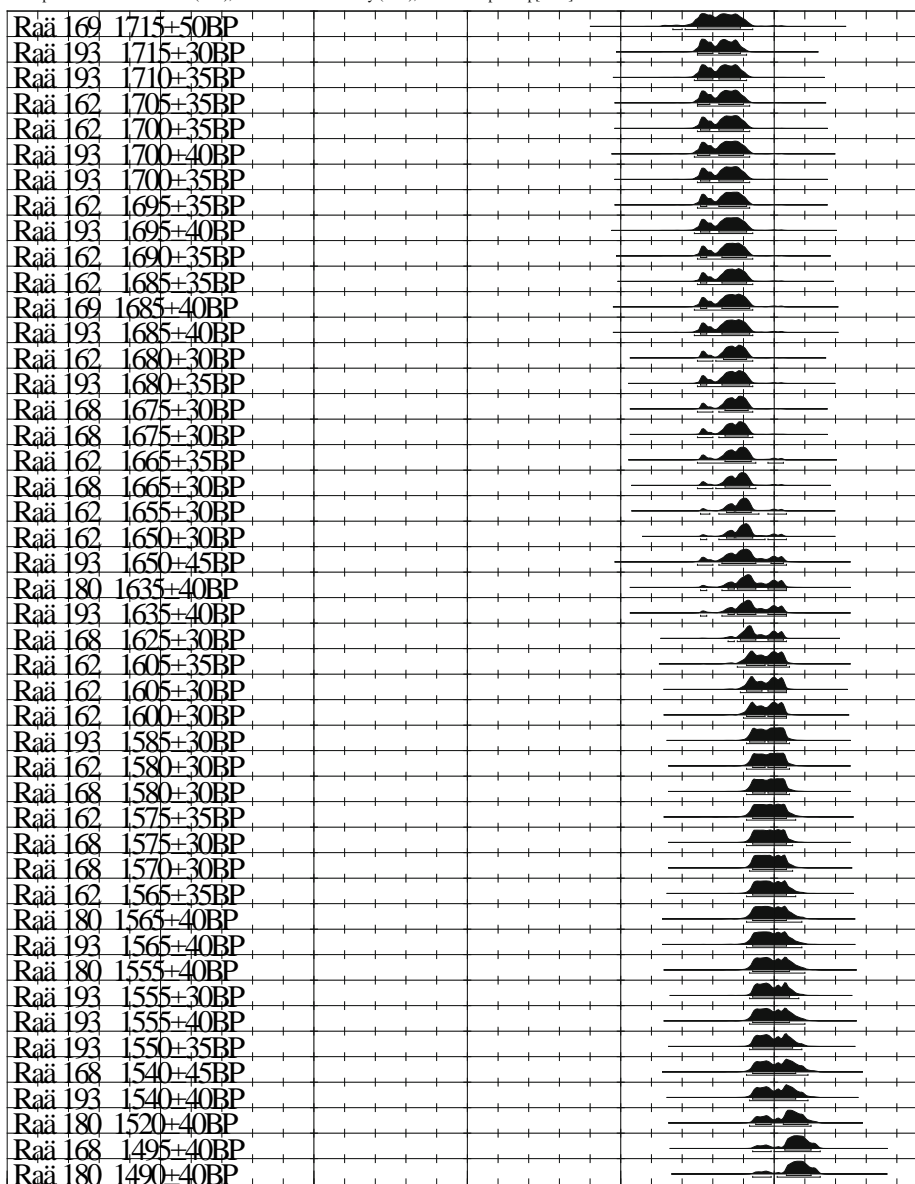 Raä 169 1715±50BP
Raä 193 1715±30BP
Raä 193 1710±35BP
Raä 162 1705±35BP
Raä 162 1700±35BP
Raä 193 1700±40BP
Raä 193 1700±35BP
Raä 162 1695±35BP
Raä 193 1695±40BP
Raä 162 1690±35BP
Raä 162 1685±35BP
Raä 169 1685±40BP
Raä 193 1685±40BP
Raä 162 1680±30BP
Raä 193 1680±35BP
Raä 168 1675±30BP
Raä 168 1675±30BP
Raä 162 1665±35BP
Raä 168 1665±30BP
Raä 162 1655±30BP
Raä 162 1650±30BP
Raä 193 1650±45BP
Raä 180 1635±40BP
Raä 193 1635±40BP
Raä 168 1625±30BP
Raä 162 1605±35BP
Raä 162 1605±30BP
Raä 162 1600±30BP
Raä 193 1585±30BP
Raä 162 1580±30BP
Raä 168 1580±30BP
Raä 162 1575±35BP
Raä 168 1575±30BP
Raä 168 1570±30BP
Raä 162 1565±35BP
Raä 180 1565±40BP
Raä 193 1565±40BP
Raä 180 1555±40BP
Raä 193 1555±30BP
Raä 193 1555±40BP
Raä 193 1550±35BP
Raä 168 1540±45BP
Raä 193 1540±40BP
Raä 180 1520±40BP
Raä 168 1495±40BP
Raä 180 1490±40BP